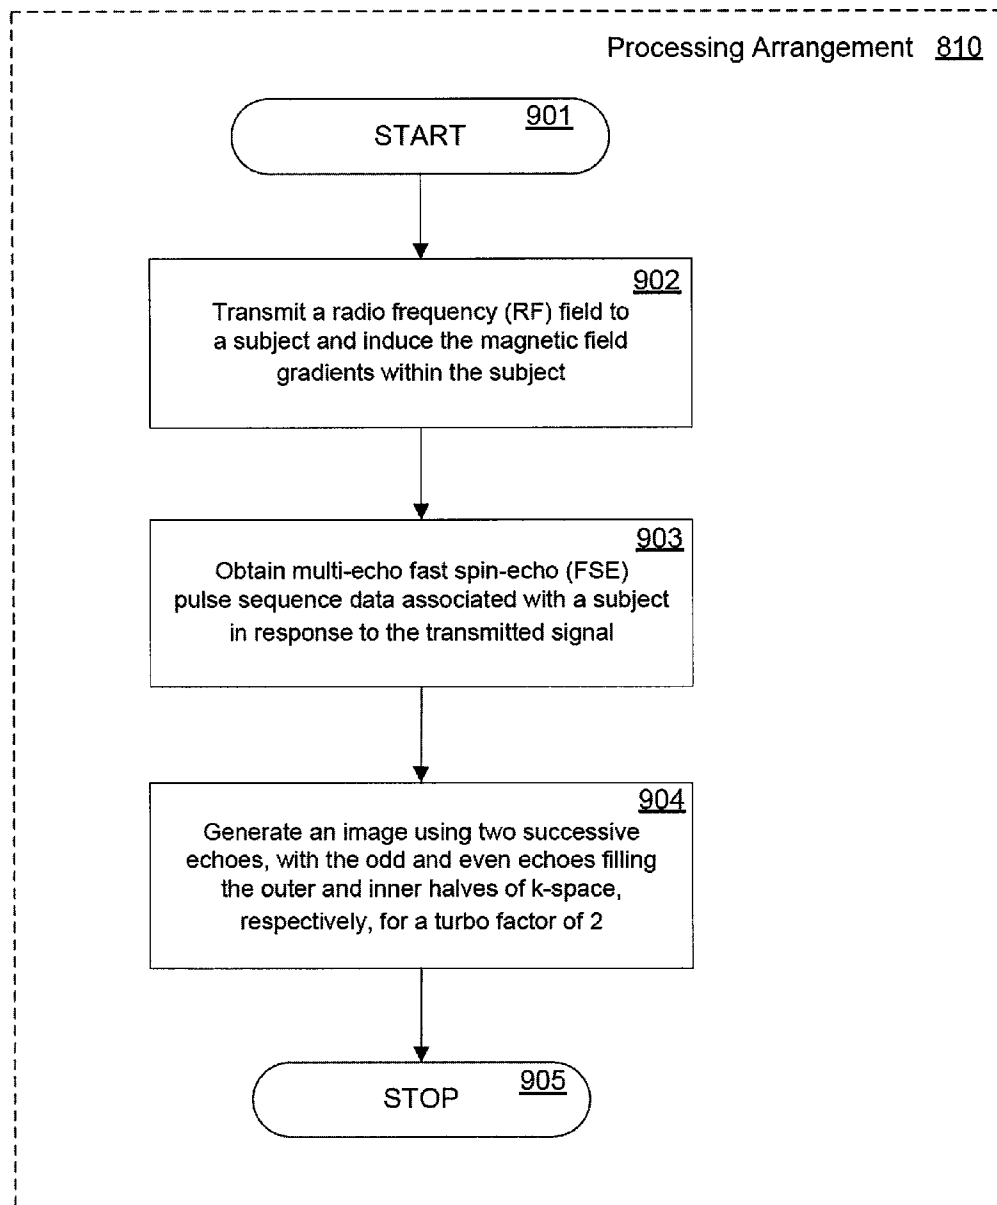 Processing Arrangement 810
901
START
902
Transmit a radio frequency (RF) field to
a subject and induce the magnetic field
gradients within the subject
903
Obtain multi-echo fast spin-echo (FSE)
pulse sequence data associated with a subject
in response to the transmitted signal
904
Generate an image using two successive
echoes, with the odd and even echoes filling
the outer and inner halves of k-space,
respectively, for a turbo factor of 2
905
STOP